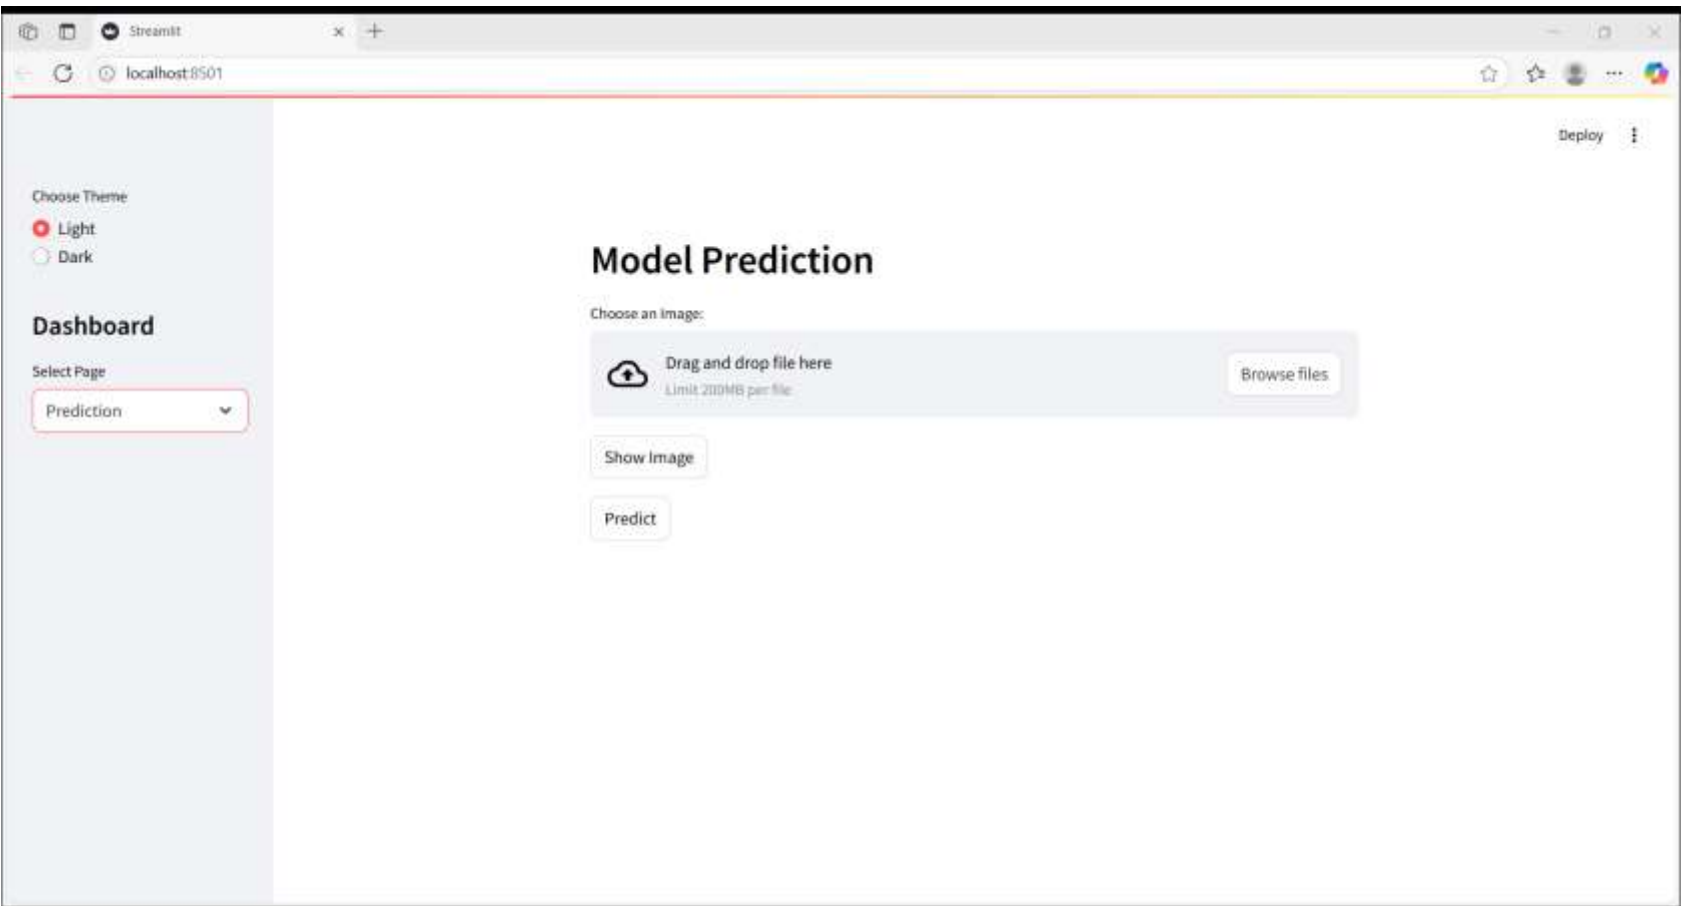 Streamlit
localhost:8501
Deploy
Choose Theme
Light
Dark
Dashboard
Select Page
Prediction
Model Prediction
Choose an Image:
Drag and drop file here
Limit 200MB per file
Browse files
Show Image
Predict